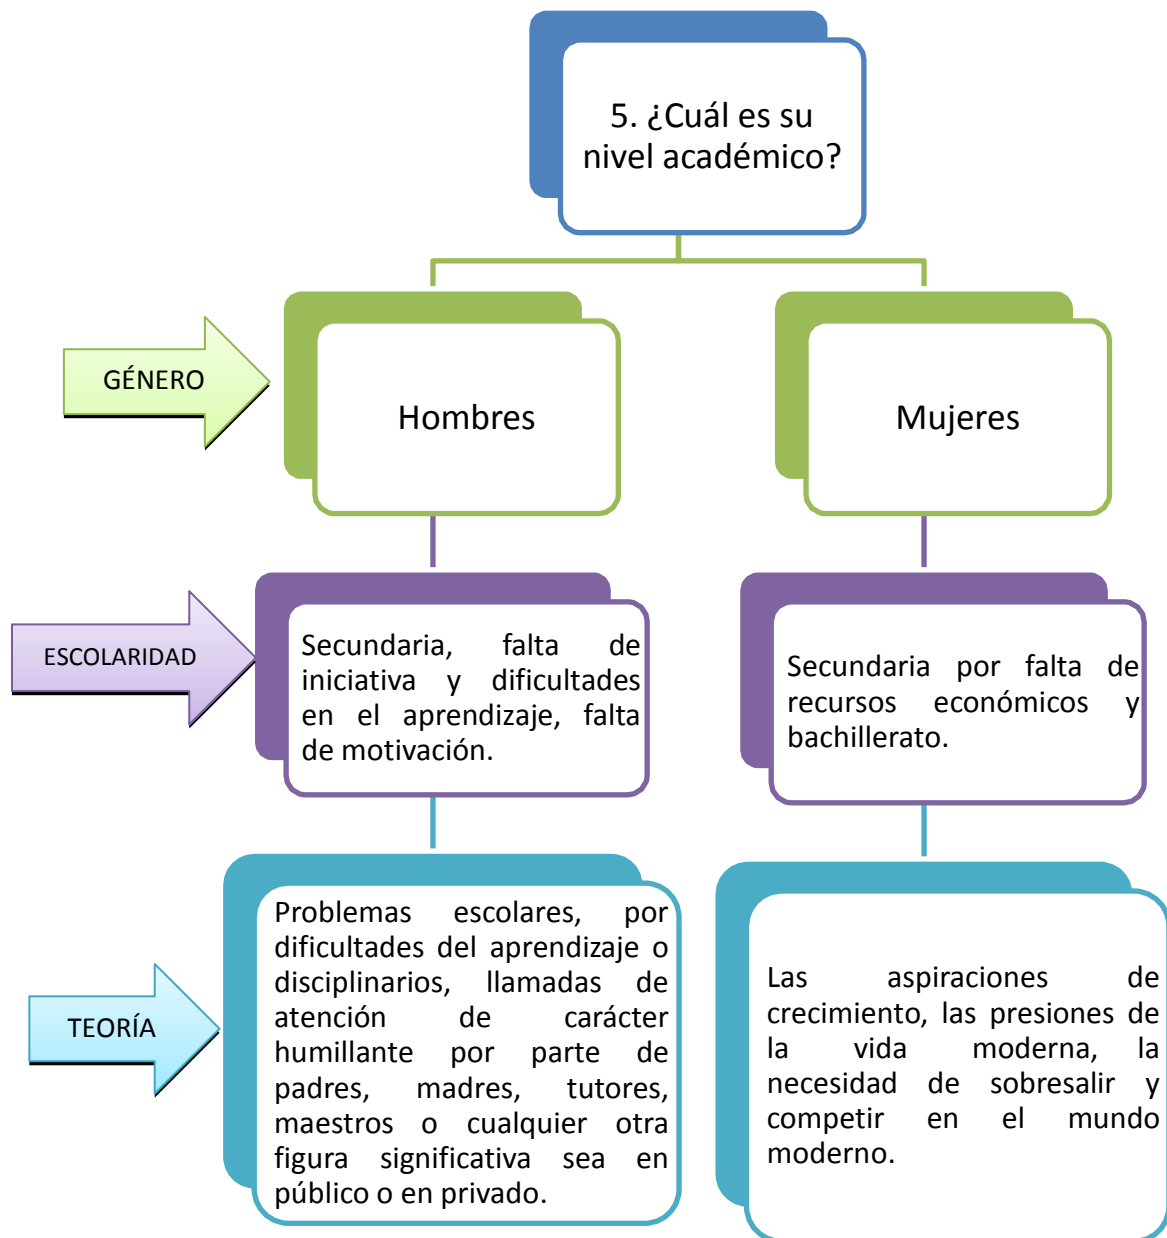 5. ¿Cuál es su
nivel académico?
GÉNERO
Hombres
Mujeres
ESCOLARIDAD
Secundaria, falta de
iniciativa y dificultades
en el aprendizaje, falta
de motivación.
Secundaria por falta de
recursos económicos y
bachillerato.
TEORÍA
Problemas escolares, por
dificultades del aprendizaje o
disciplinarios, llamadas de
atención de carácter
humillante por parte de
padres, madres, tutores,
maestros o cualquier otra
figura significativa sea en
público o en privado.
Las aspiraciones de
crecimiento, las presiones de
la vida moderna, la
necesidad de sobresalir y
competir en el mundo
moderno.